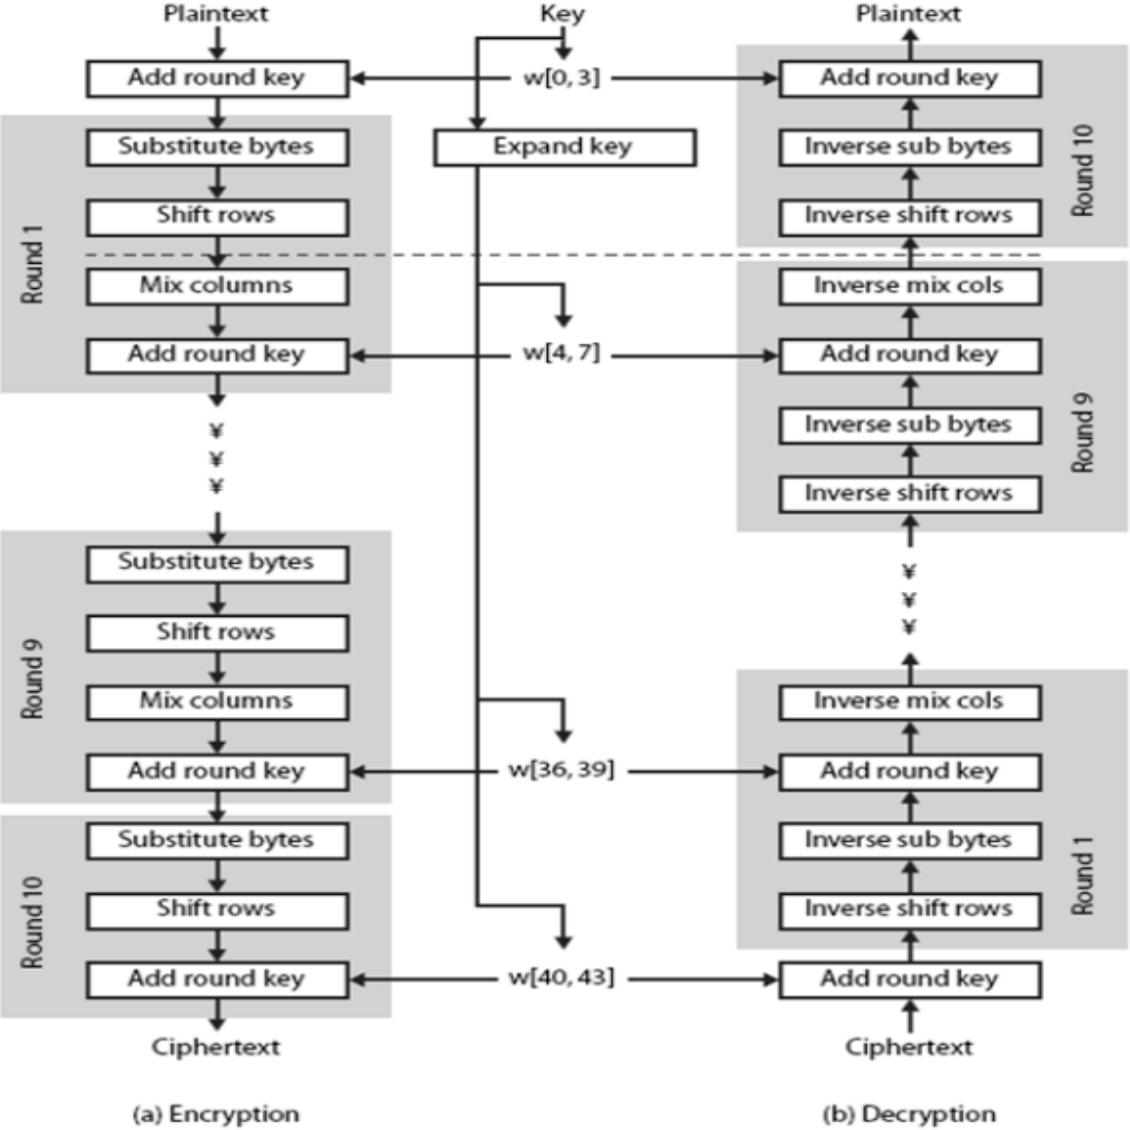 Plaintext
Key
Plaintext
Add round key
w[0, 3]
Add round key
Substitute bytes
Expand key
Inverse sub bytes
Round 10
Shift rows
Inverse shift rows
Round 1
Mix columns
Inverse mix cols
Add round key
w[4, 7]
Add round key
¥
Inverse sub bytes
Round 9
¥
¥
Inverse shift rows
Substitute bytes
¥
Shift rows
¥
¥
Round 9
Mix columns
Inverse mix cols
Add round key
w[36, 39]
Add round key
Substitute bytes
Inverse sub bytes
Round 1
Shift rows
Inverse shift rows
Round 10
Add round key
w[40, 43]
Add round key
Ciphertext
Ciphertext
(a) Encryption
(b) Decryption